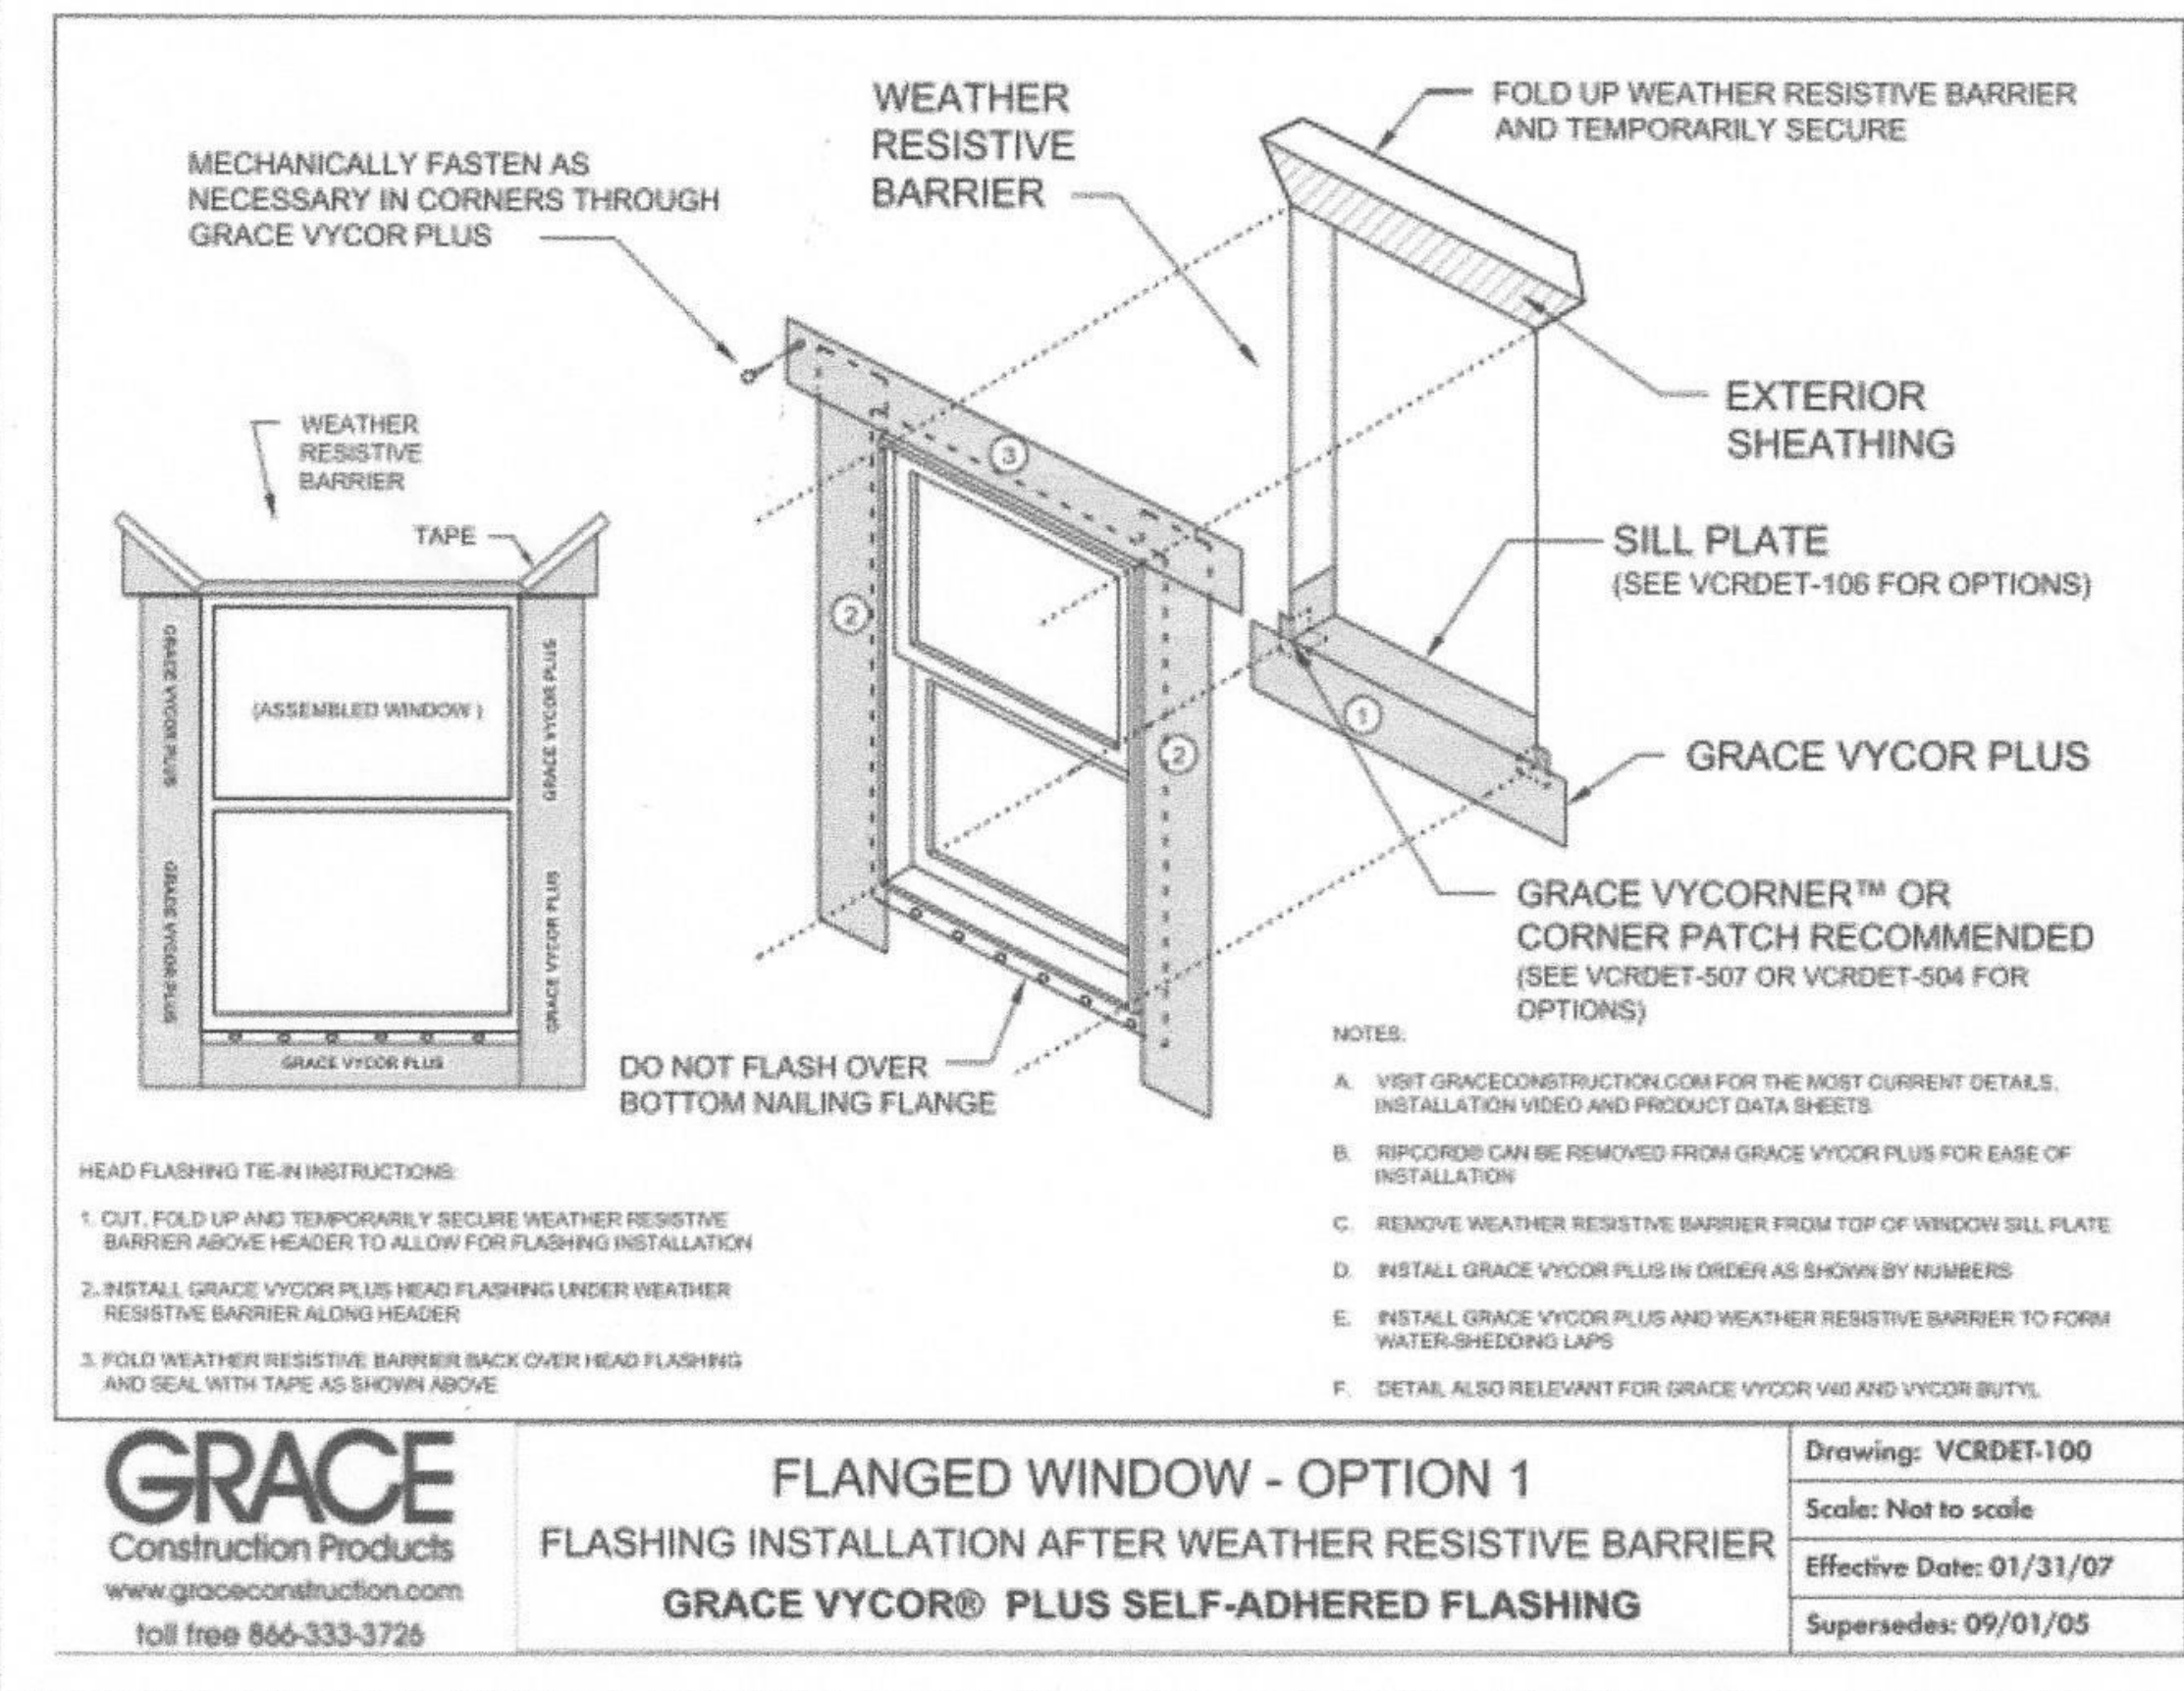 MECHANICALLY FASTEN AS
NECESSARY IN CORNERS THROUGH
GRACE VYCOR PLUS
WEATHER
RESISTIVE
BARRIER
FOLD UP WEATHER RESISTIVE BARRIER
AND TEMPORARILY SECURE
WEATHER
RESISTIVE
BARRIER
TAPE
EXTERIOR
SHEATHING
SILL PLATE
(SEE VCRDET-106 FOR OPTIONS)
3
2
2
1
GRACE VYCOR PLUS
GRACE VYCOR PLUS
(ASSEMBLED WINDOW)
GRACE VYCOR PLUS
GRACE VYCOR PLUS
GRACE VYCOR PLUS
GRACE VYCOR PLUS
GRACE VYCORNER™ OR
CORNER PATCH RECOMMENDED
(SEE VCRDET-507 OR VCRDET-504 FOR
OPTIONS)
DO NOT FLASH OVER
BOTTOM NAILING FLANGE
HEAD FLASHING TIE-IN INSTRUCTIONS:
1. CUT, FOLD UP AND TEMPORARILY SECURE WEATHER RESISTIVE
BARRIER ABOVE HEADER TO ALLOW FOR FLASHING INSTALLATION
2. INSTALL GRACE VYCOR PLUS HEAD FLASHING UNDER WEATHER
RESISTIVE BARRIER ALONG HEADER
3. FOLD WEATHER RESISTIVE BARRIER BACK OVER HEAD FLASHING
AND SEAL WITH TAPE AS SHOWN ABOVE
NOTES:
A. VISIT GRACECONSTRUCTION.COM FOR THE MOST CURRENT DETAILS,
INSTALLATION VIDEO AND PRODUCT DATA SHEETS
B. RIPCORD® CAN BE REMOVED FROM GRACE VYCOR PLUS FOR EASE OF
INSTALLATION
C. REMOVE WEATHER RESISTIVE BARRIER FROM TOP OF WINDOW SILL PLATE
D. INSTALL GRACE VYCOR PLUS IN ORDER AS SHOWN BY NUMBERS
E. INSTALL GRACE VYCOR PLUS AND WEATHER RESISTIVE BARRIER TO FORM
WATER-SHEDDING LAPS
F. DETAIL ALSO RELEVANT FOR GRACE VYCOR V40 AND VYCOR BUTYL
GRACE
Construction Products
www.graceconstruction.com
toll free 866-333-3726
FLANGED WINDOW - OPTION 1
FLASHING INSTALLATION AFTER WEATHER RESISTIVE BARRIER
GRACE VYCOR® PLUS SELF-ADHERED FLASHING
Drawing: VCRDET-100
Scale: Not to scale
Effective Date: 01/31/07
Supersedes: 09/01/05